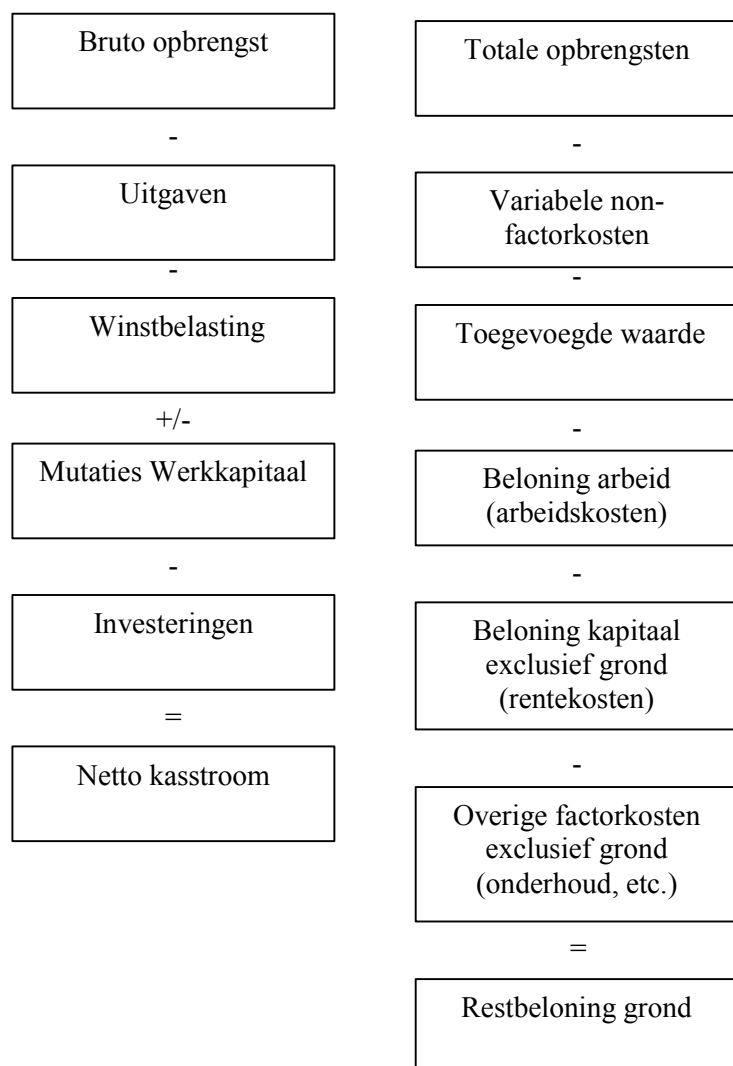 Bruto opbrengst
-
Uitgaven
-
Winstbelasting
+/-
Mutaties Werkkapitaal
-
Investeringen
=
Netto kasstroom
Totale opbrengsten
-
Variabele non-
factorkosten
-
Toegevoegde waarde
-
Beloning arbeid
(arbeidskosten)
-
Beloning kapitaal
exclusief grond
(rentekosten)
-
Overige factorkosten
exclusief grond
(onderhoud, etc.)
=
Restbeloning grond